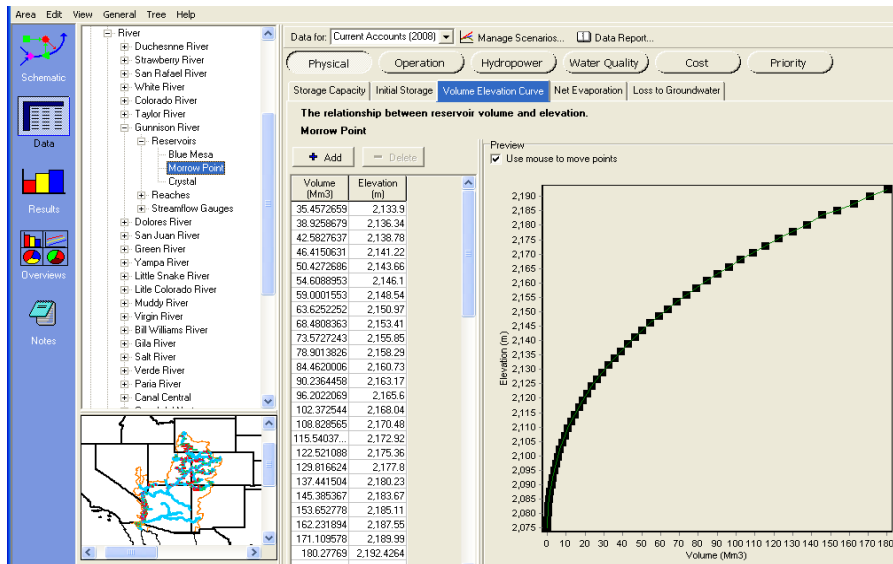 Area Edit View General Tree Help
Schematic
Data
Results
Overviews
Notes
River
Duchesnne River
Strawberry River
San Rafael River
White River
Colorado River
Taylor River
Gunnison River
Reservoirs
Blue Mesa
Morrow Point
Crystal
Reaches
Streamflow Gauges
Dolores River
San Juan River
Green River
Yampa River
Little Snake River
Litle Colorado River
Muddy River
Virgin River
Bill Williams River
Gila River
Salt River
Verde River
Paria River
Canal Central
Data for: Current Accounts (2008) Manage Scenarios... Data Report...
Physical Operation Hydropower Water Quality Cost Priority
Storage Capacity Initial Storage Volume Elevation Curve Net Evaporation Loss to Groundwater
The relationship between reservoir volume and elevation.
Morrow Point
Add Delete
Volume (Mm3) Elevation (m)
35.4572659 2,133.9
38.9258679 2,136.34
42.5827637 2,138.78
46.4150631 2,141.22
50.4272686 2,143.66
54.6088953 2,146.1
59.0001553 2,148.54
63.6252252 2,150.97
68.4808363 2,153.41
73.5727243 2,155.85
78.9013826 2,158.29
84.4620006 2,160.73
90.2364458 2,163.17
96.2022069 2,165.6
102.372544 2,168.04
108.828565 2,170.48
115.54037... 2,172.92
122.521088 2,175.36
129.816624 2,177.8
137.441504 2,180.23
145.385367 2,183.67
153.652778 2,185.11
162.231894 2,187.55
171.109578 2,189.99
180.27769 2,192.4264
Preview
Use mouse to move points
2,190
2,185
2,180
2,175
2,170
2,165
2,160
2,155
2,150
2,145
2,140
2,135
2,130
2,125
2,120
2,115
2,110
2,105
2,100
2,095
2,090
2,085
2,080
2,075
Elevation (m)
0 10 20 30 40 50 60 70 80 90 100 110 120 130 140 150 160 170 180
Volume (Mm3)